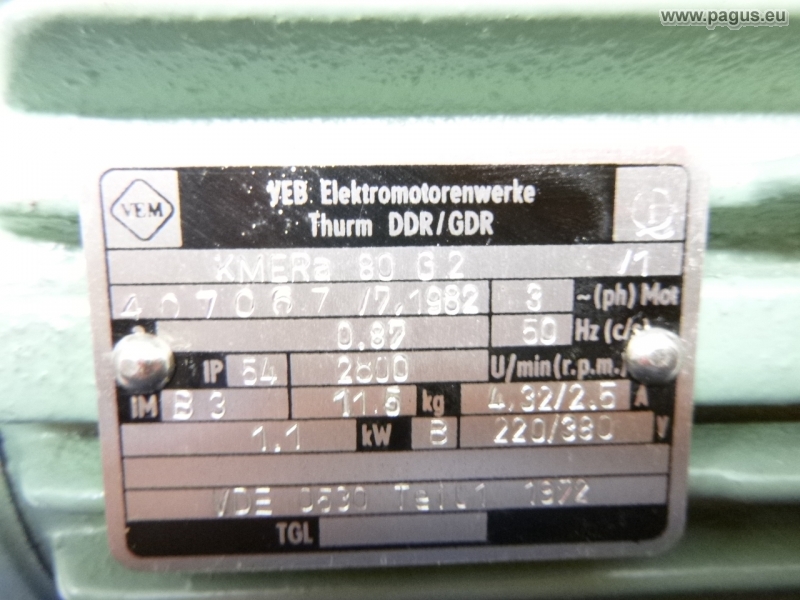 www.pagus.eu
VEM
VEB Elektromotorenwerke
Thurm DDR/GDR
KMERa 80 G 2 /1
407067 /7.1982 3 ~(ph) Mot
0.87 50 Hz (c/s)
IP 54 2800 U/min(r.p.m.)
IM B 3 11.5 kg 4.32/2.5 A
1.1 kW B 220/380 V
VDE 0530 Teil 1 1972
TGL